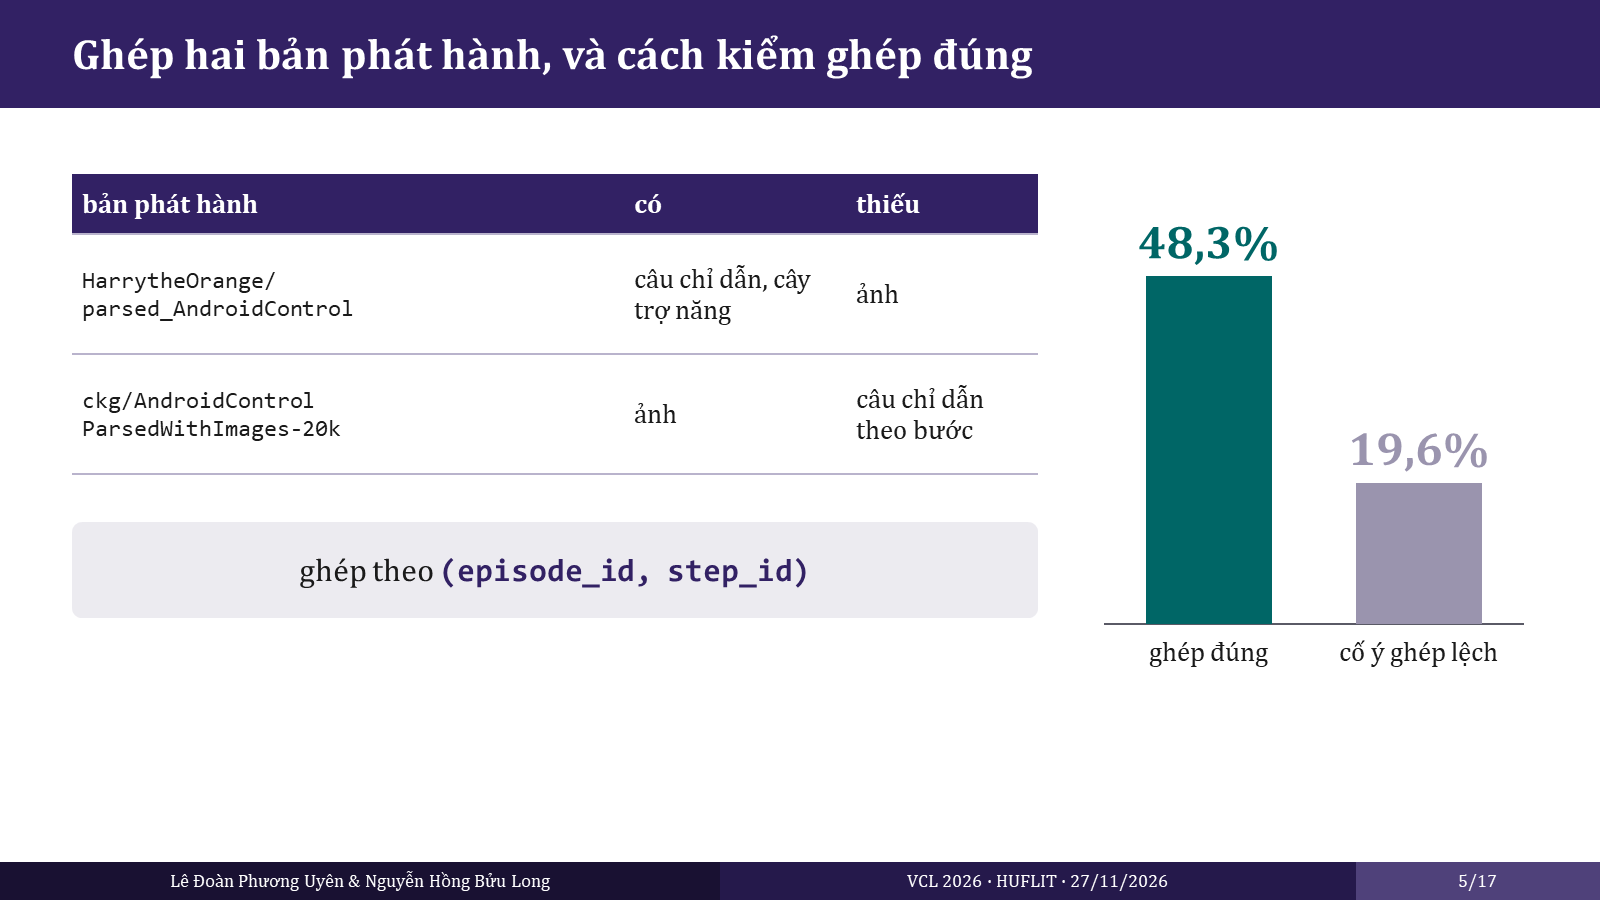 Ghép hai bản phát hành, và cách kiểm ghép đúng
bản phát hành có thiếu
HarrytheOrange/
parsed_AndroidControl
câu chỉ dẫn, cây
trợ năng
ảnh
ckg/AndroidControl
ParsedWithImages-20k
ảnh
câu chỉ dẫn
theo bước
ghép theo (episode_id, step_id)
48,3%
19,6%
ghép đúng
cố ý ghép lệch
Lê Đoàn Phương Uyên & Nguyễn Hồng Bửu Long
VCL 2026 · HUFLIT · 27/11/2026
5/17